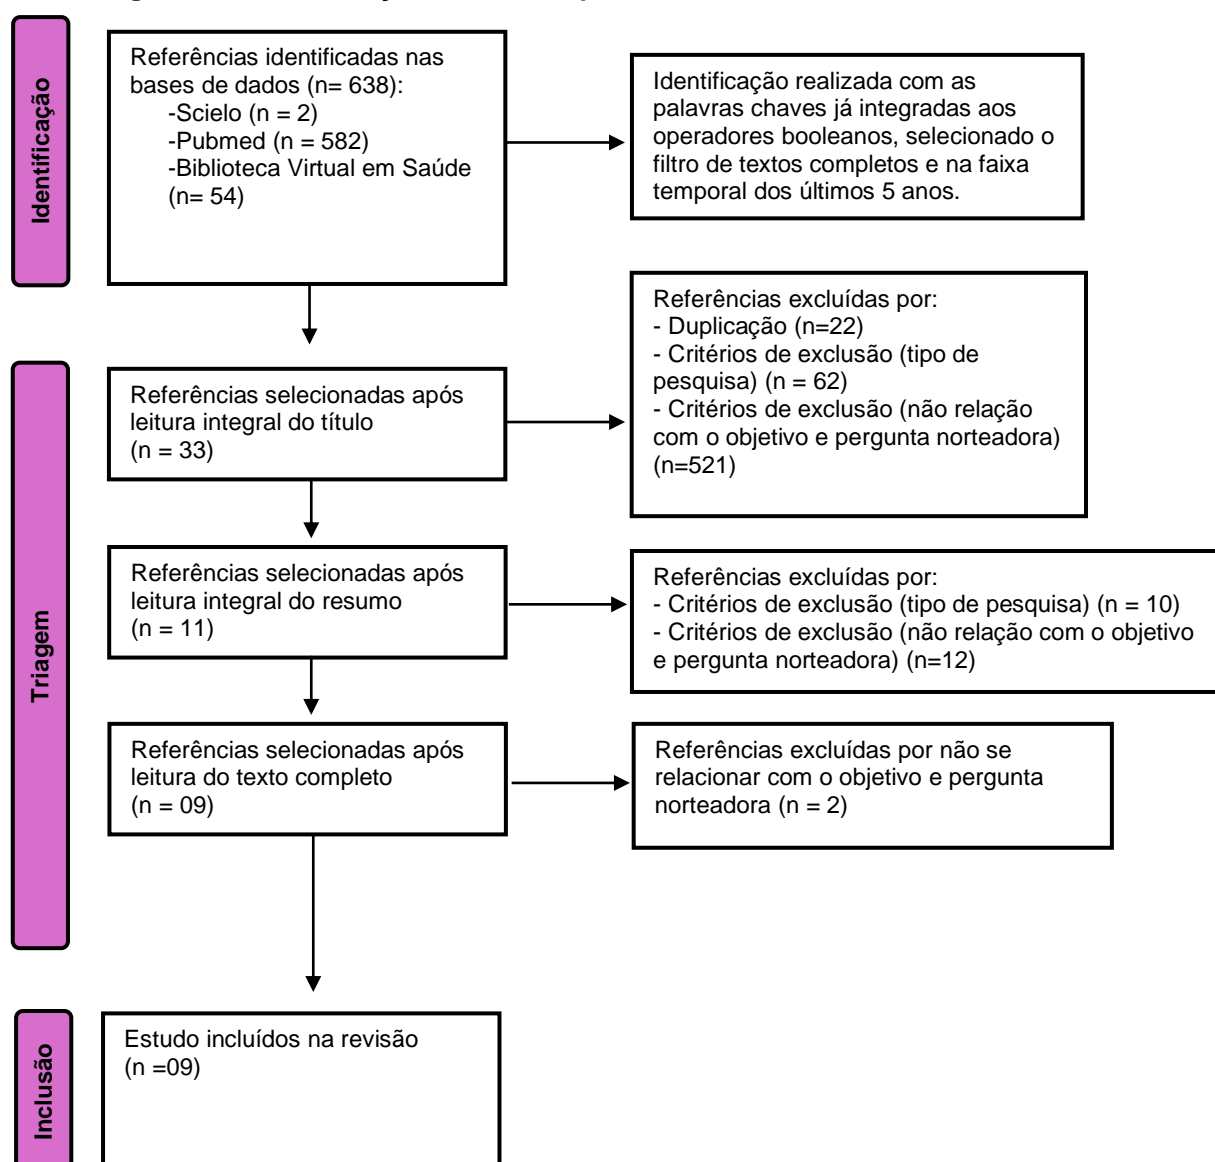 Identificação
Referências identificadas nas
bases de dados (n= 638):
-Scielo (n = 2)
-Pubmed (n = 582)
-Biblioteca Virtual em Saúde
(n= 54)
Identificação realizada com as
palavras chaves já integradas aos
operadores booleanos, selecionado o
filtro de textos completos e na faixa
temporal dos últimos 5 anos.
Triagem
Referências selecionadas após
leitura integral do título
(n = 33)
Referências excluídas por:
- Duplicação (n=22)
- Critérios de exclusão (tipo de
pesquisa) (n = 62)
- Critérios de exclusão (não relação
com o objetivo e pergunta norteadora)
(n=521)
Referências selecionadas após
leitura integral do resumo
(n = 11)
Referências excluídas por:
- Critérios de exclusão (tipo de pesquisa) (n = 10)
- Critérios de exclusão (não relação com o objetivo
e pergunta norteadora) (n=12)
Referências selecionadas após
leitura do texto completo
(n = 09)
Referências excluídas por não se
relacionar com o objetivo e pergunta
norteadora (n = 2)
Inclusão
Estudo incluídos na revisão
(n =09)